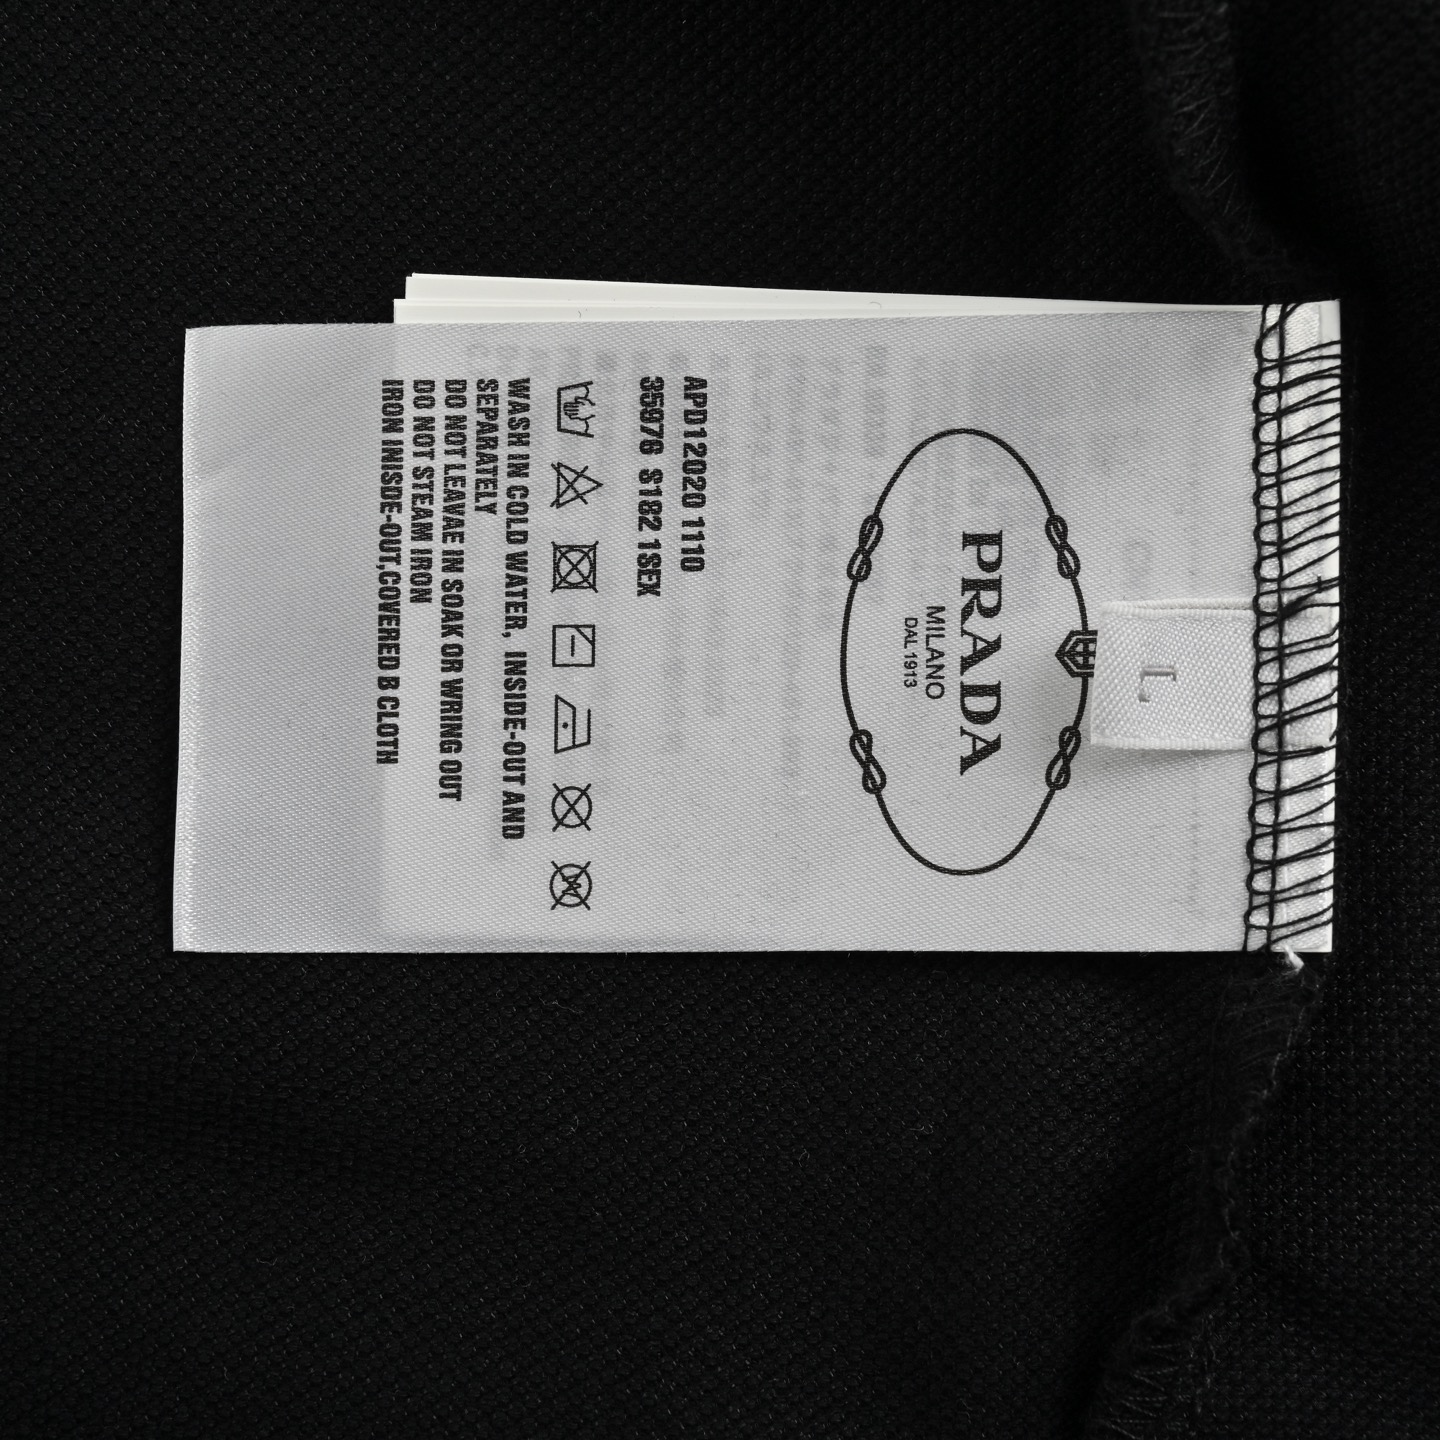 L
PRADA
MILANO
DAL 1913
APD12020 1110
35976 S182 1SEX
WASH IN COLD WATER, INSIDE-OUT AND
SEPARATELY
DO NOT LEAVAE IN SOAK OR WRING OUT
DO NOT STEAM IRON
IRON INISDE-OUT,COVERED B CLOTH